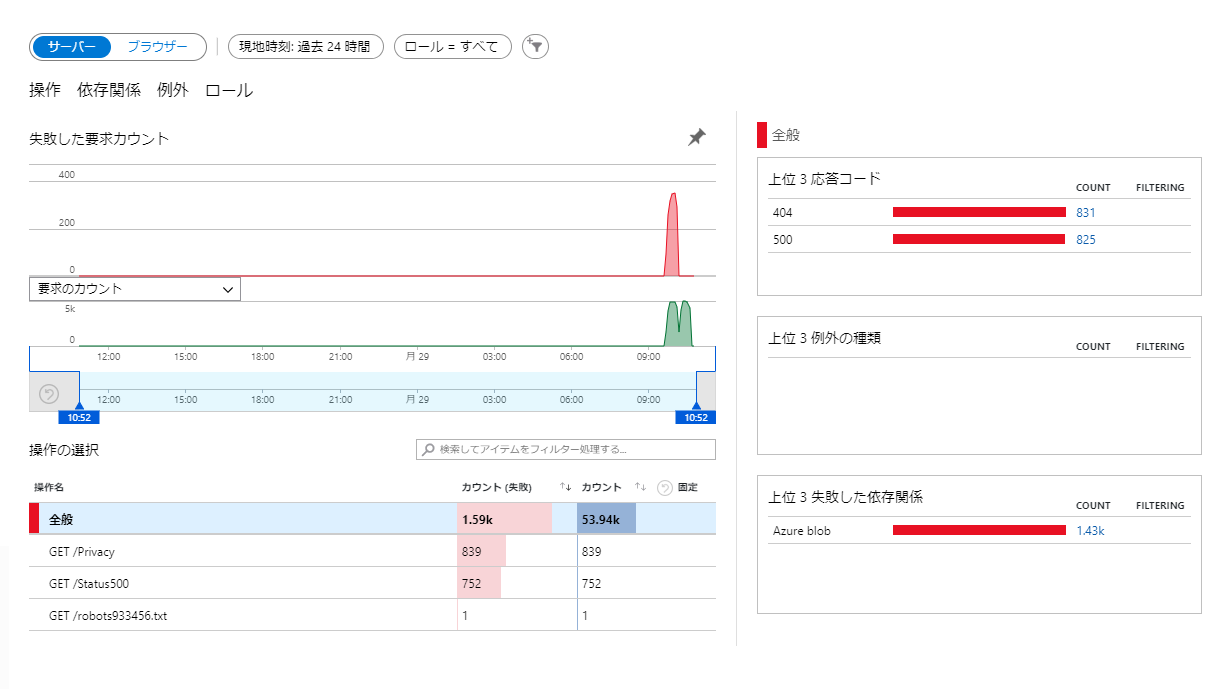 サーバー ブラウザー 現地時刻: 過去 24 時間 ロール = すべて
操作 依存関係 例外 ロール
失敗した要求カウント
400
200
0
要求のカウント
5k
0
12:00 15:00 18:00 21:00 月 29 03:00 06:00 09:00
12:00 15:00 18:00 21:00 月 29 03:00 06:00 09:00
10:52 10:52
操作の選択 検索してアイテムをフィルター処理する...
操作名 カウント (失敗) カウント 固定
全般 1.59k 53.94k
GET /Privacy 839 839
GET /Status500 752 752
GET /robots933456.txt 1 1
全般
上位 3 応答コード COUNT FILTERING
404 831
500 825
上位 3 例外の種類 COUNT FILTERING
上位 3 失敗した依存関係 COUNT FILTERING
Azure blob 1.43k